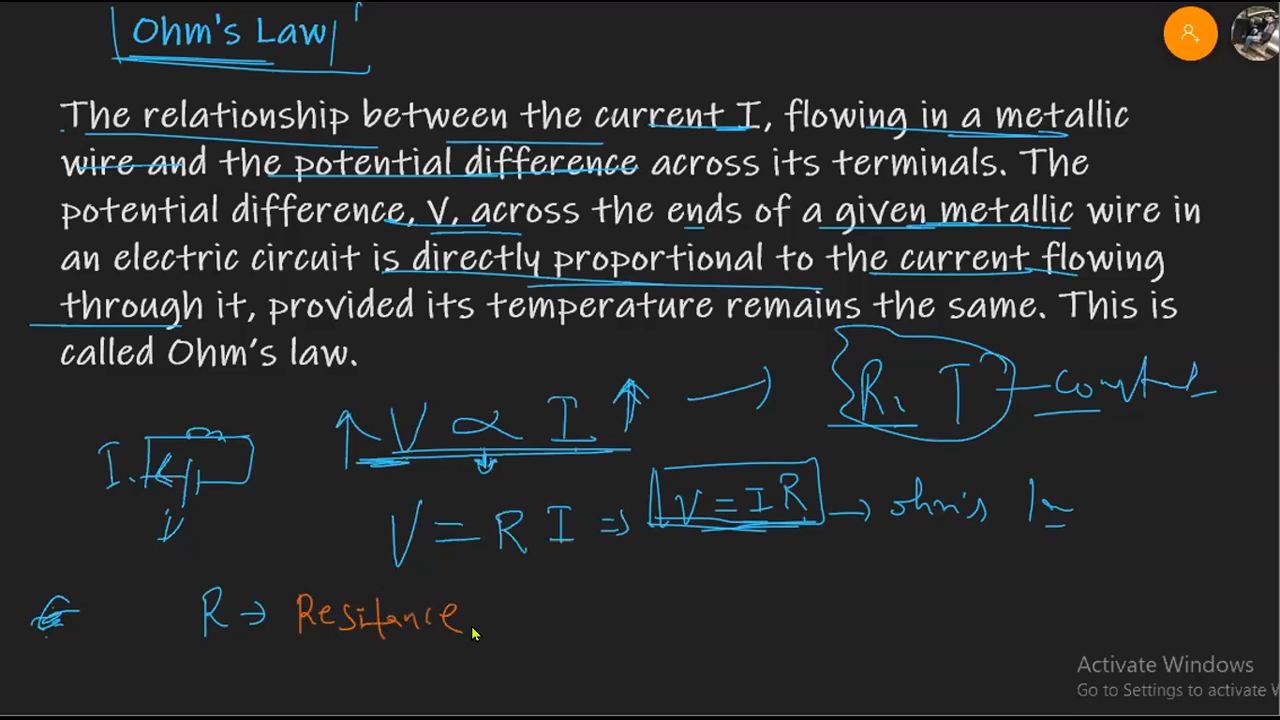 Ohm's Law
The relationship between the current I, flowing in a metallic
wire and the potential difference across its terminals. The
potential difference, V, across the ends of a given metallic wire in
an electric circuit is directly proportional to the current flowing
through it, provided its temperature remains the same. This is
called Ohm's law.
V ∝ I → R, T
I
V
V = R I ⇒ V = I R → ohm's
R → Resitance
Activate Windows
Go to Settings to activate